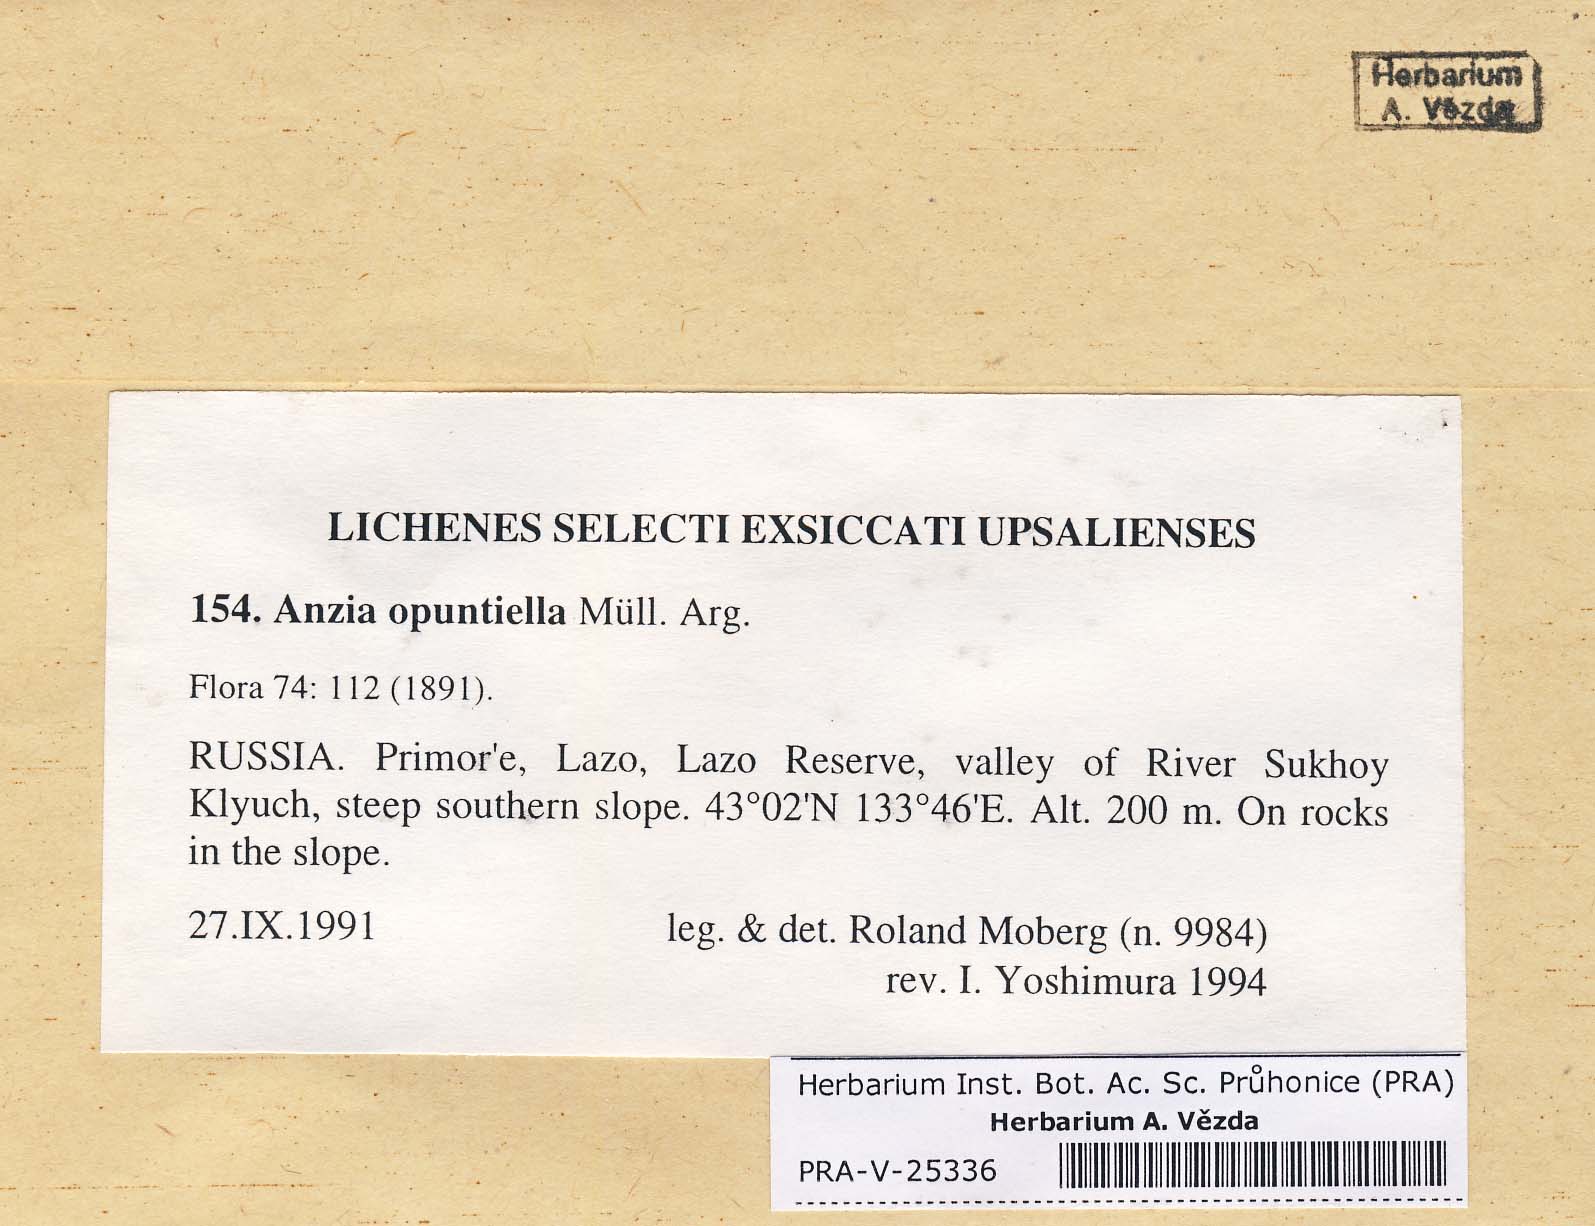 Herbarium
A. Vězda
LICHENES SELECTI EXSICCATI UPSALIENSES
154. Anzia opuntiella Müll. Arg.
Flora 74: 112 (1891).
RUSSIA. Primor'e, Lazo, Lazo Reserve, valley of River Sukhoy
Klyuch, steep southern slope. 43°02'N 133°46'E. Alt. 200 m. On rocks
in the slope.
27.IX.1991 leg. & det. Roland Moberg (n. 9984)
rev. I. Yoshimura 1994
Herbarium Inst. Bot. Ac. Sc. Průhonice (PRA)
Herbarium A. Vězda
PRA-V-25336